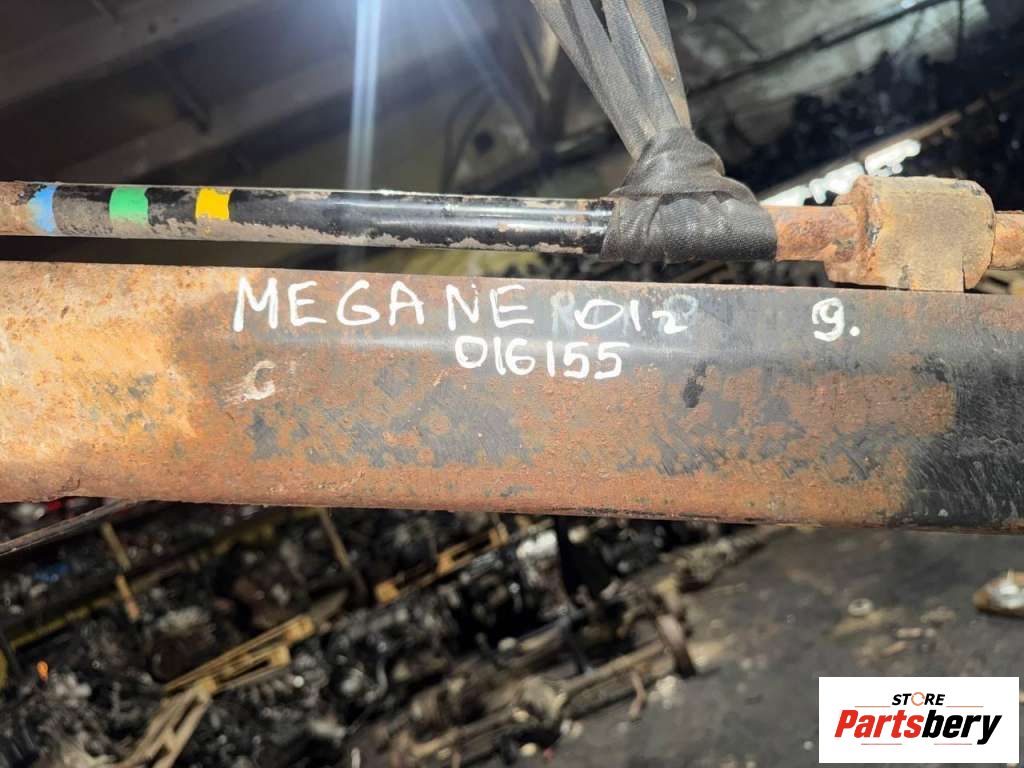 MEGANE 012 9.
016155
C
STORE
Partsbery